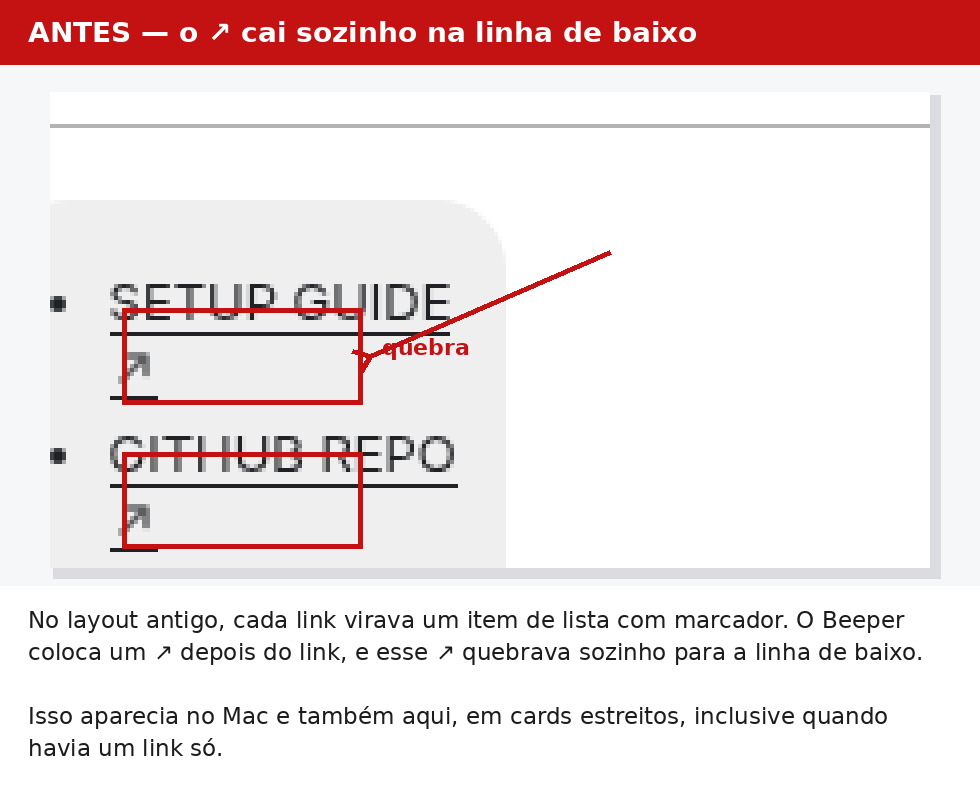 ANTES — o ↗ cai sozinho na linha de baixo
• SETUP GUIDE
↗
quebra
• GITHUB REPO
↗
No layout antigo, cada link virava um item de lista com marcador. O Beeper
coloca um ↗ depois do link, e esse ↗ quebrava sozinho para a linha de baixo.
Isso aparecia no Mac e também aqui, em cards estreitos, inclusive quando
havia um link só.